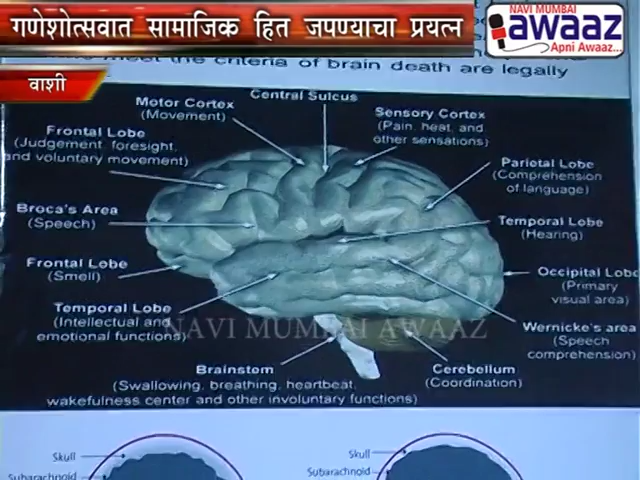 गणेशोत्सवात सामाजिक हित जपण्याचा प्रयत्न
NAVI MUMBAI
awaaz
Apni Awaaz...
वाशी
meet the criteria of brain death are legally
Central Sulcus
Motor Cortex
(Movement)
Sensory Cortex
(Pain, heat, and
other sensations)
Frontal Lobe
(Judgement, foresight,
and voluntary movement)
Parietal Lobe
(Comprehension
of language)
Broca's Area
(Speech)
Temporal Lobe
(Hearing)
Frontal Lobe
(Smell)
Occipital Lobe
(Primary
visual area)
Temporal Lobe
(Intellectual and
emotional functions)
NAVI MUMBAI AWAAZ
Wernicke's area
(Speech
comprehension)
Brainstem
(Swallowing, breathing, heartbeat,
wakefulness center and other involuntary functions)
Cerebellum
(Coordination)
Skull
Subarachnoid
Skull
Subarachnoid